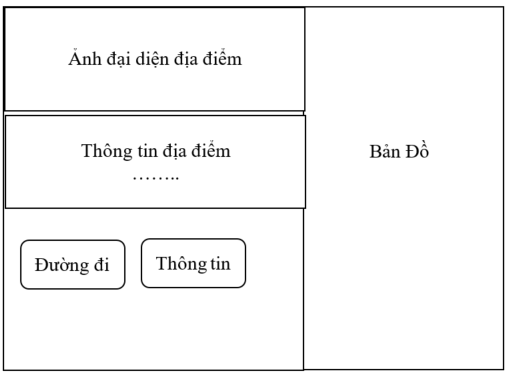 Ảnh đại diện địa điểm
Thông tin địa điểm
……..
Bản Đồ
Đường đi
Thông tin